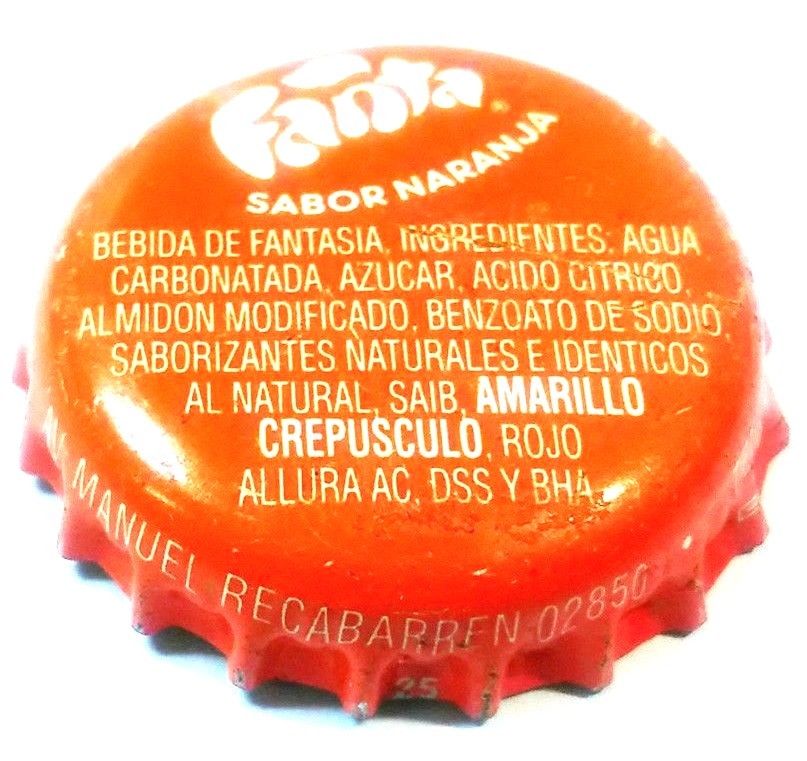 Fanta®
SABOR NARANJA
BEBIDA DE FANTASIA, INGREDIENTES: AGUA
CARBONATADA, AZUCAR, ACIDO CITRICO,
ALMIDON MODIFICADO, BENZOATO DE SODIO,
SABORIZANTES NATURALES E IDENTICOS
AL NATURAL, SAIB, AMARILLO
CREPUSCULO, ROJO
ALLURA AC, DSS Y BHA
MANUEL RECABARREN 02850
25